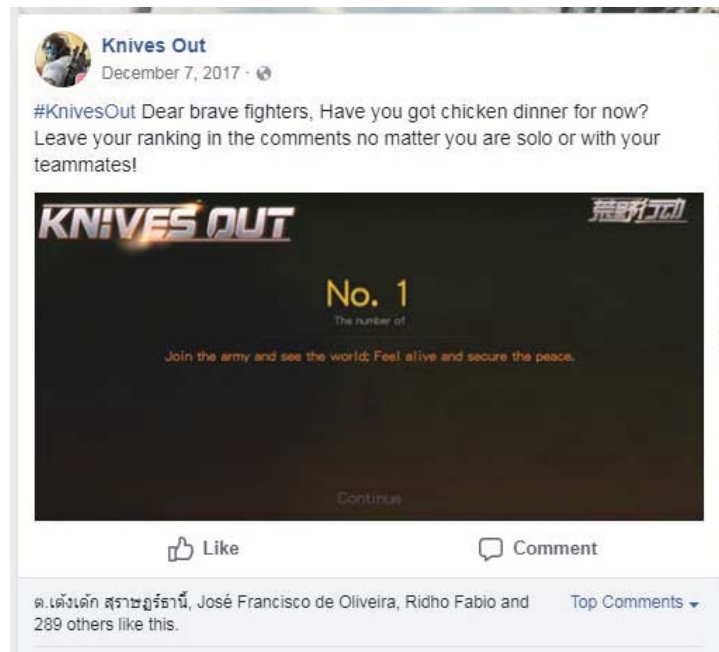 Knives Out
December 7, 2017
#KnivesOut Dear brave fighters, Have you got chicken dinner for now?
Leave your ranking in the comments no matter you are solo or with your
teammates!
KNIVES OUT
荒野行动
No. 1
The number of
Join the army and see the world; Feel alive and secure the peace.
Continue
Like
Comment
ด.เต๋งเด้ก สุราษฎร์ธานี้, José Francisco de Oliveira, Ridho Fabio and
289 others like this.
Top Comments